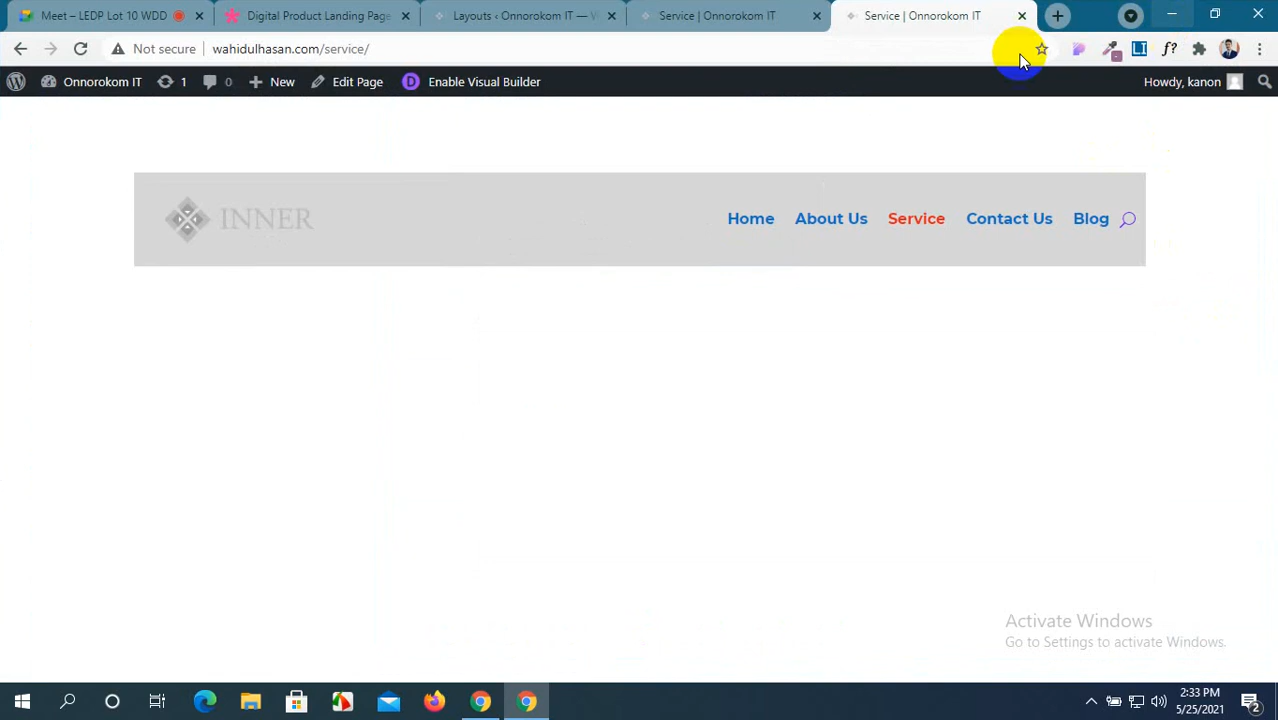 Meet – LEDP Lot 10 WDD
Digital Product Landing Page
Layouts ‹ Onnorokom IT — W
Service | Onnorokom IT
Service | Onnorokom IT
Not secure
wahidulhasan.com/service/
f?
Onnorokom IT
1
0
New
Edit Page
D
Enable Visual Builder
Howdy, kanon
INNER
Home
About Us
Service
Contact Us
Blog
Activate Windows
Go to Settings to activate Windows.
2:33 PM
5/25/2021
2